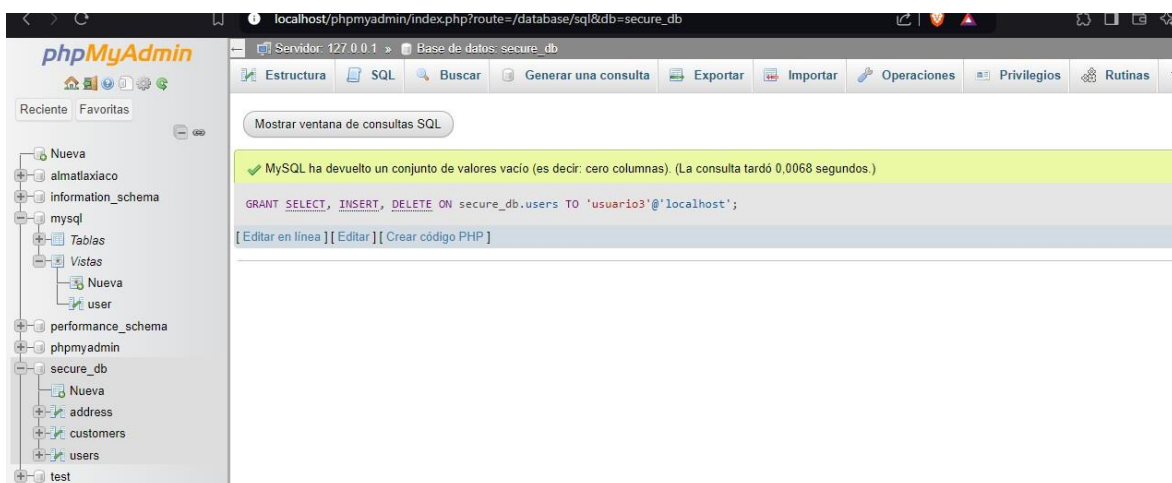 localhost/phpmyadmin/index.php?route=/database/sql&db=secure_db
phpMyAdmin
Reciente Favoritas
Nueva
almatlaxiaco
information_schema
mysql
Tablas
Vistas
Nueva
user
performance_schema
phpmyadmin
secure_db
Nueva
address
customers
users
test
Servidor: 127.0.0.1 » Base de datos: secure_db
Estructura SQL Buscar Generar una consulta Exportar Importar Operaciones Privilegios Rutinas
Mostrar ventana de consultas SQL
MySQL ha devuelto un conjunto de valores vacío (es decir: cero columnas). (La consulta tardó 0,0068 segundos.)
GRANT SELECT, INSERT, DELETE ON secure_db.users TO 'usuario3'@'localhost';
[ Editar en línea ] [ Editar ] [ Crear código PHP ]